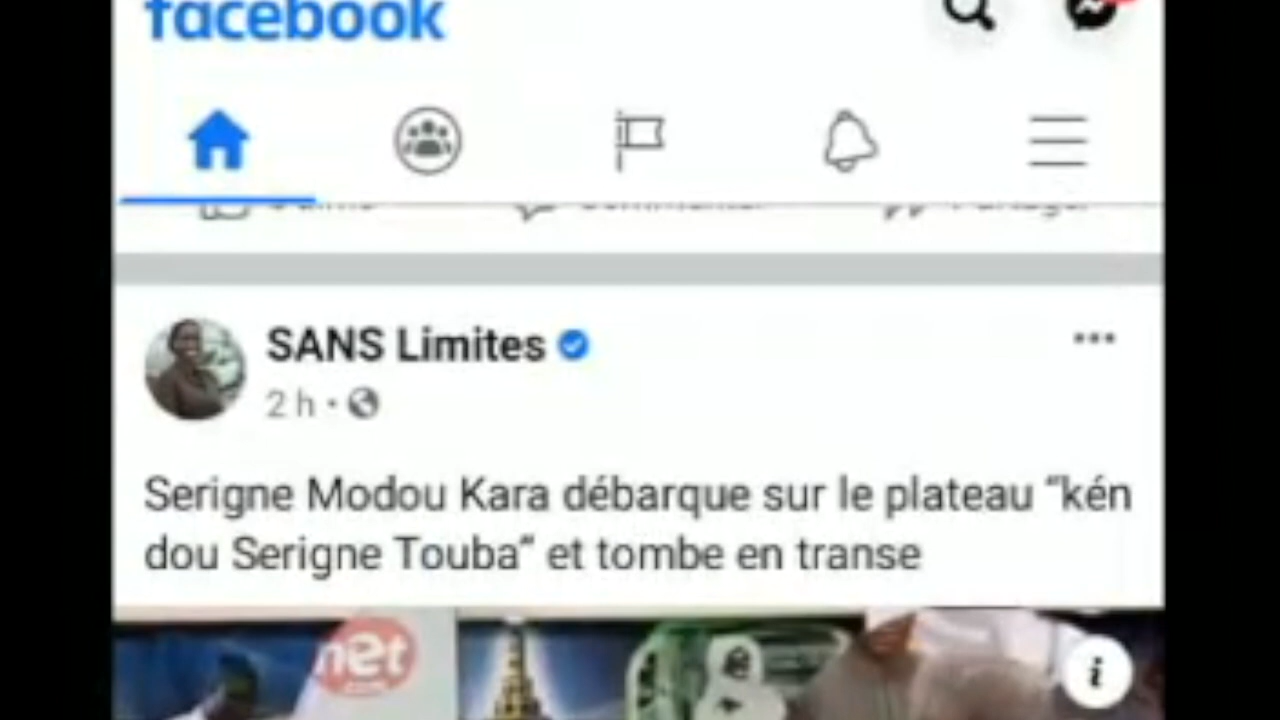 facebook
SANS Limites
2 h
Serigne Modou Kara débarque sur le plateau “kén
dou Serigne Touba“ et tombe en transe
net